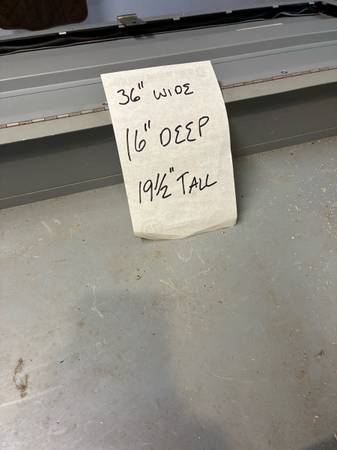 36" WIDE
16" DEEP
19½" TALL